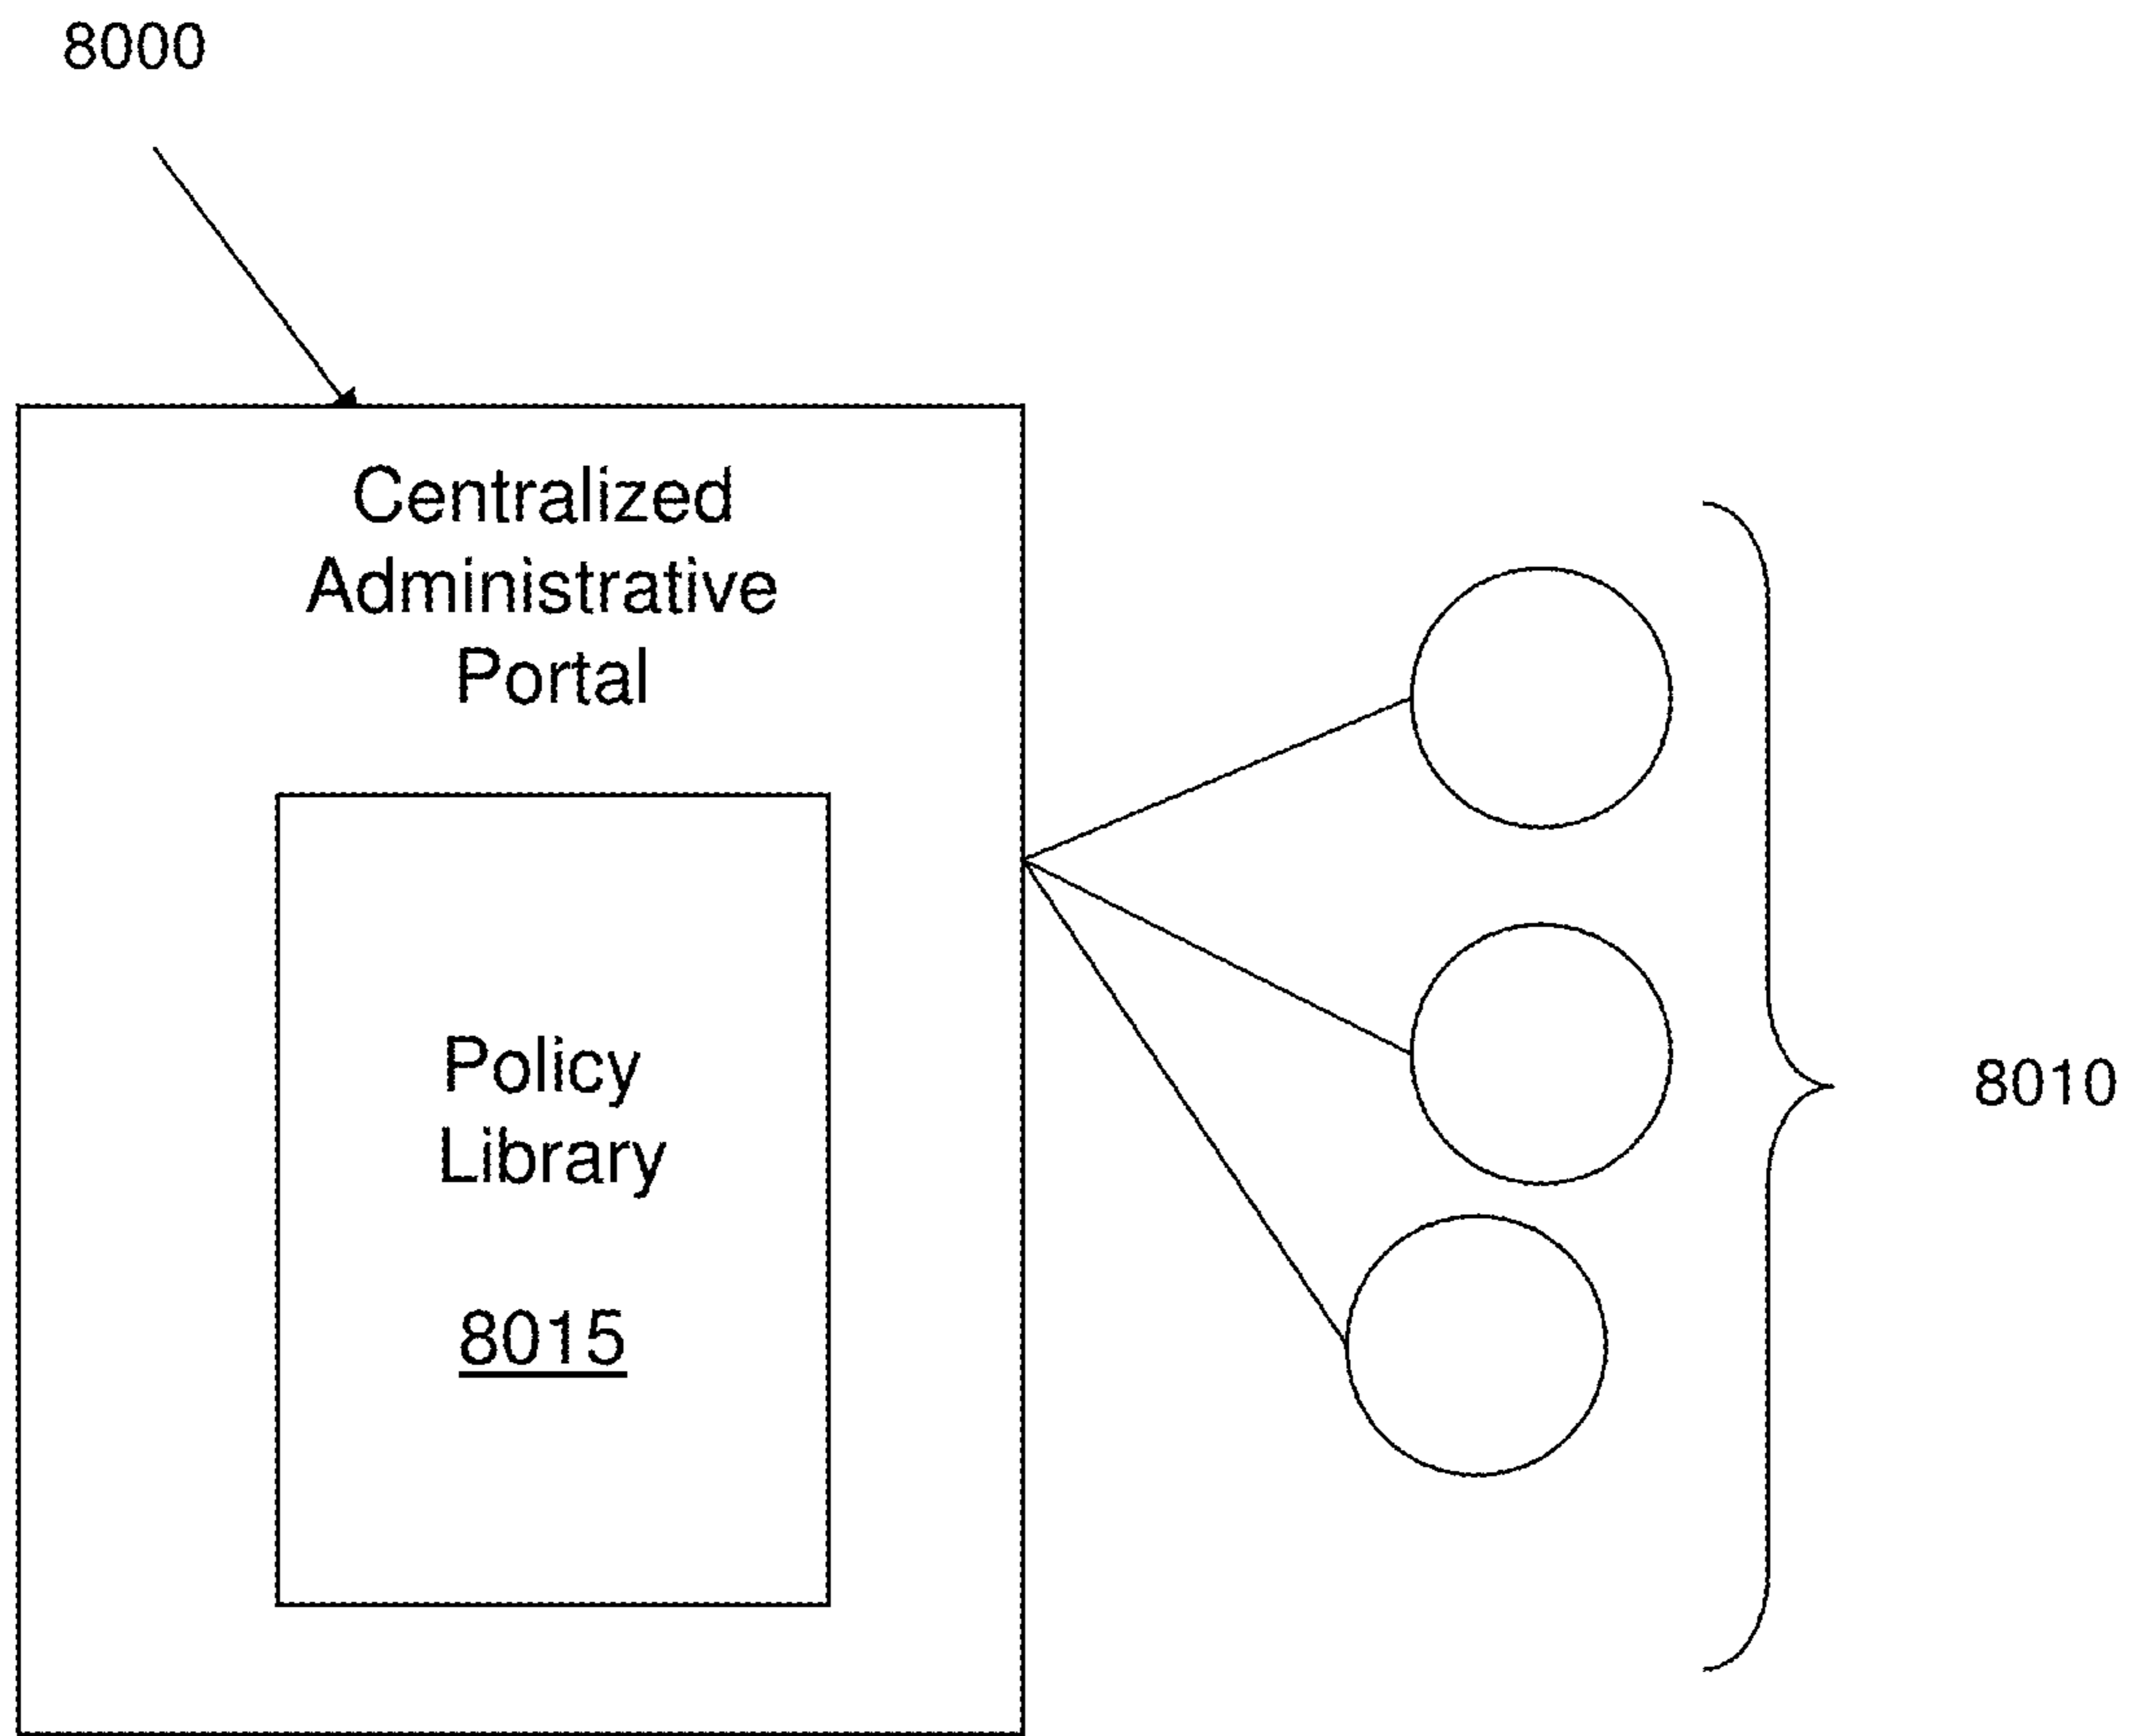 8000
Centralized
Administrative
Portal
Policy
Library
8015
8010